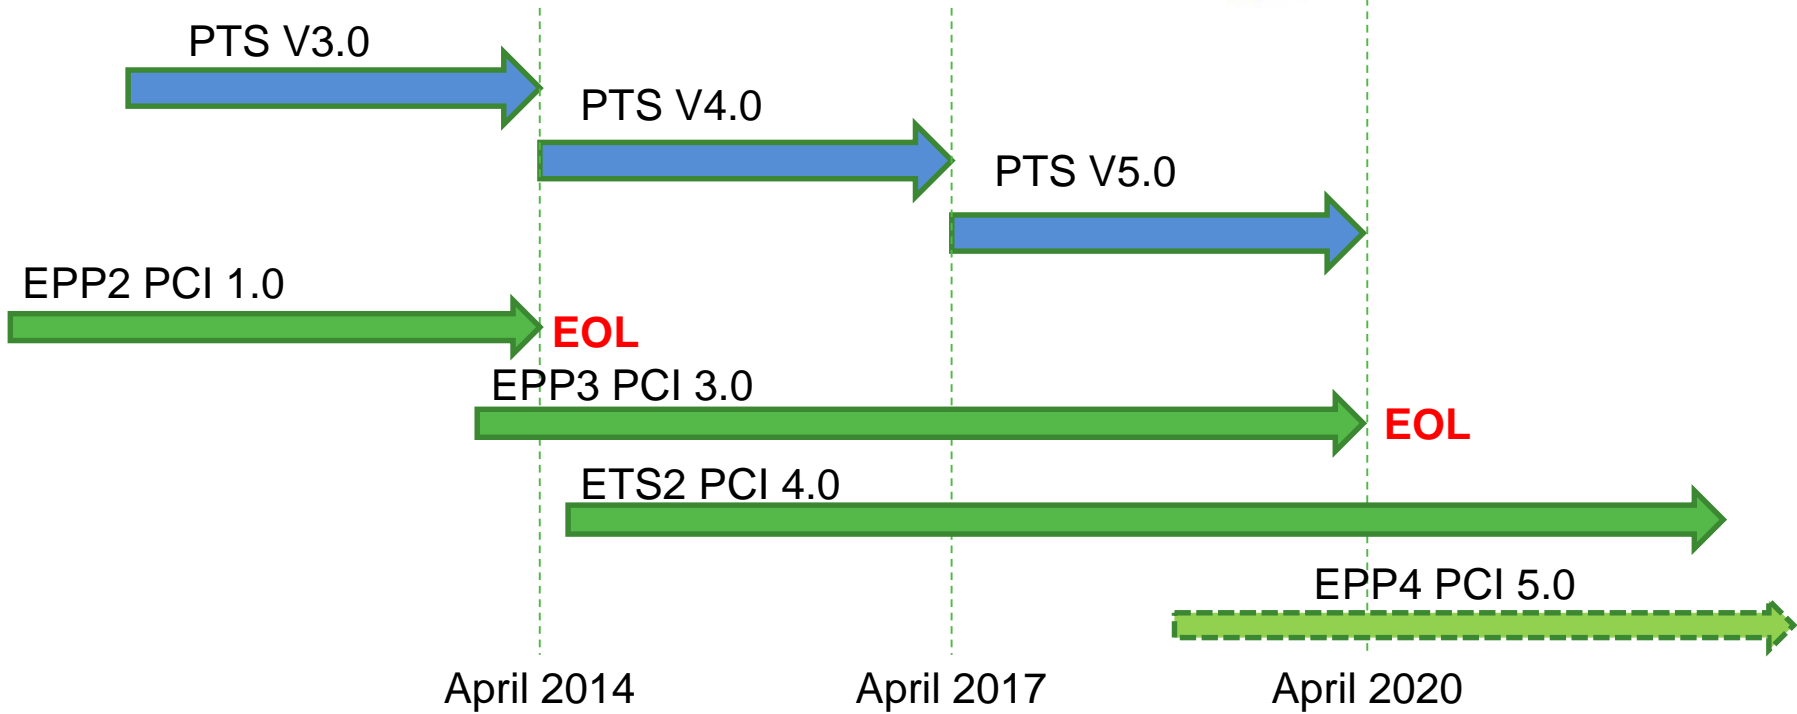 PTS V3.0
PTS V4.0
PTS V5.0
EPP2 PCI 1.0
EOL
EPP3 PCI 3.0
EOL
ETS2 PCI 4.0
EPP4 PCI 5.0
April 2014
April 2017
April 2020